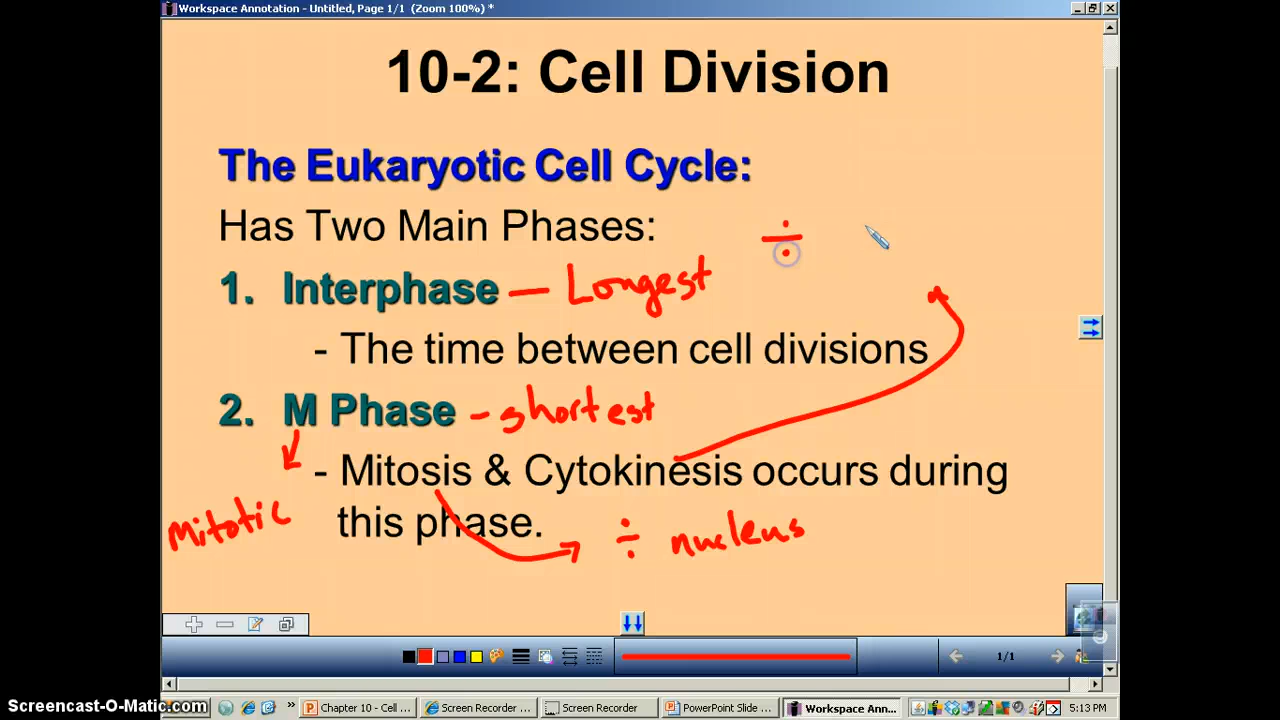 Workspace Annotation - Untitled, Page 1/1 (Zoom 100%) *
10-2: Cell Division
The Eukaryotic Cell Cycle:
Has Two Main Phases: ÷
1. Interphase — Longest
- The time between cell divisions
2. M Phase - shortest
- Mitosis & Cytokinesis occurs during
this phase.
mitotic
÷ nucleus
1/1
Screencast-O-Matic.com
» Chapter 10 - Cell ... Screen Recorder ... Screen Recorder PowerPoint Slide ... Workspace Ann... 5:13 PM